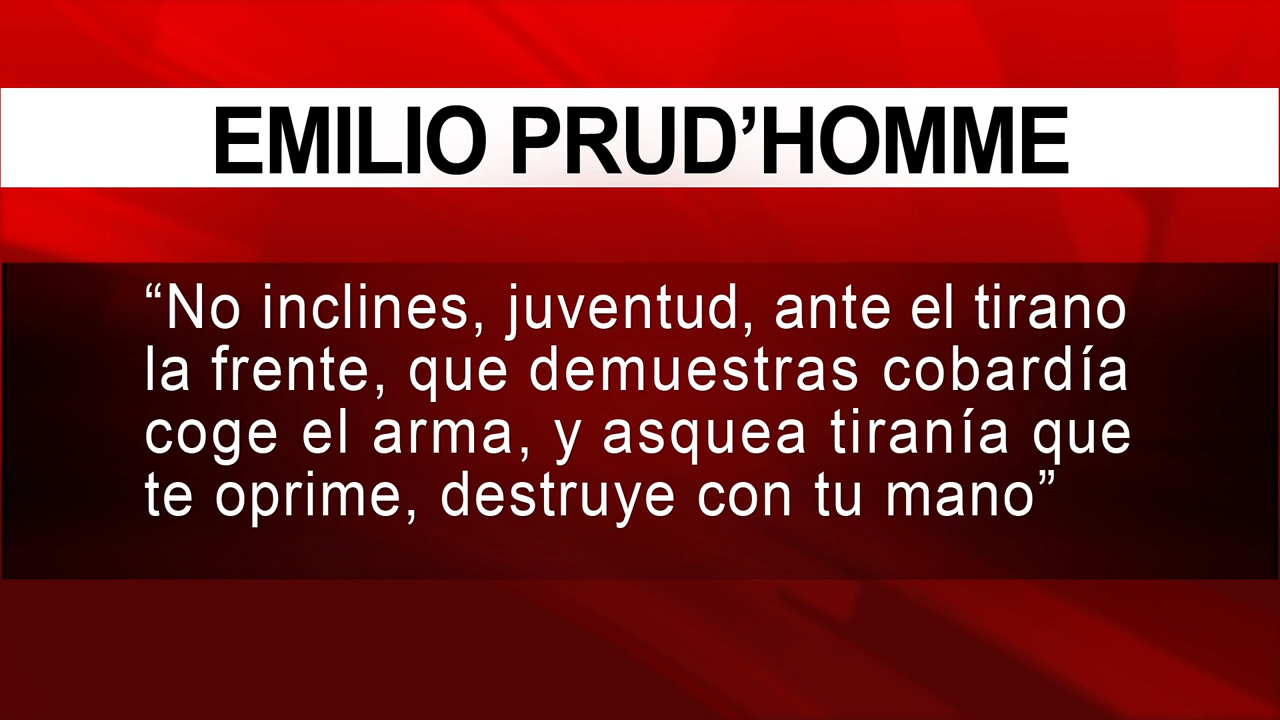 EMILIO PRUD’HOMME
“No inclines, juventud, ante el tirano
la frente, que demuestras cobardía
coge el arma, y asquea tiranía que
te oprime, destruye con tu mano”